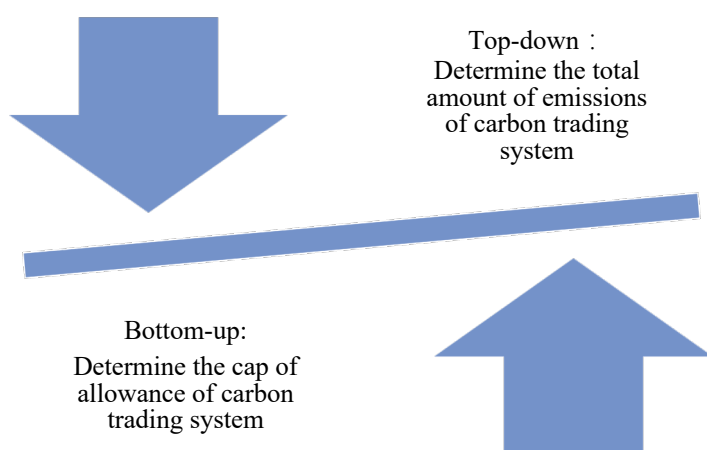 Top-down：
Determine the total
amount of emissions
of carbon trading
system
Bottom-up:
Determine the cap of
allowance of carbon
trading system